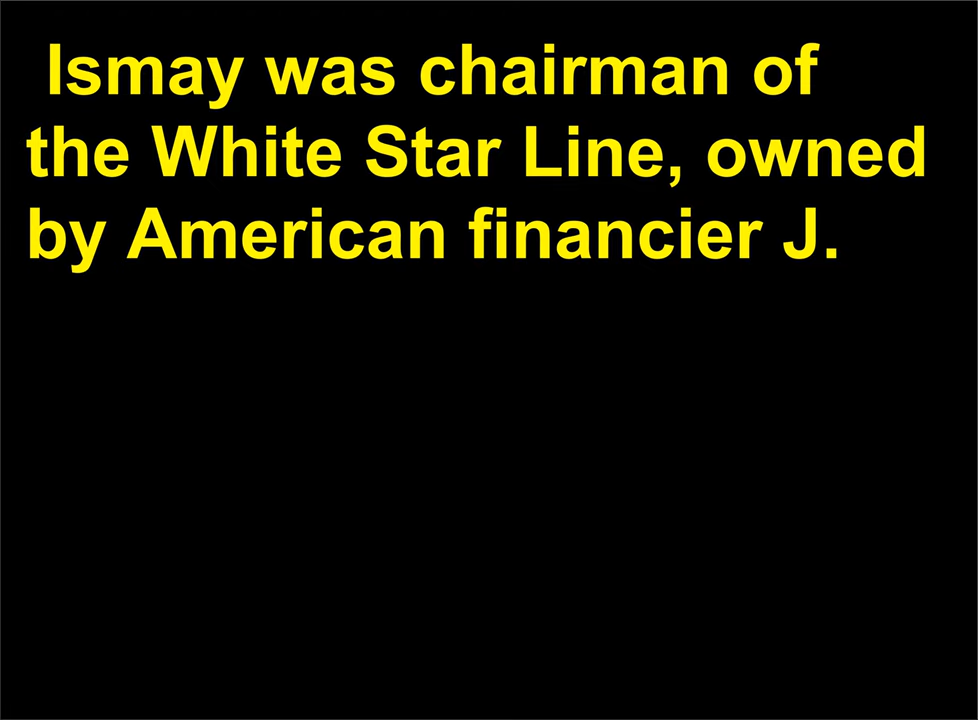 Ismay was chairman of
the White Star Line, owned
by American financier J.